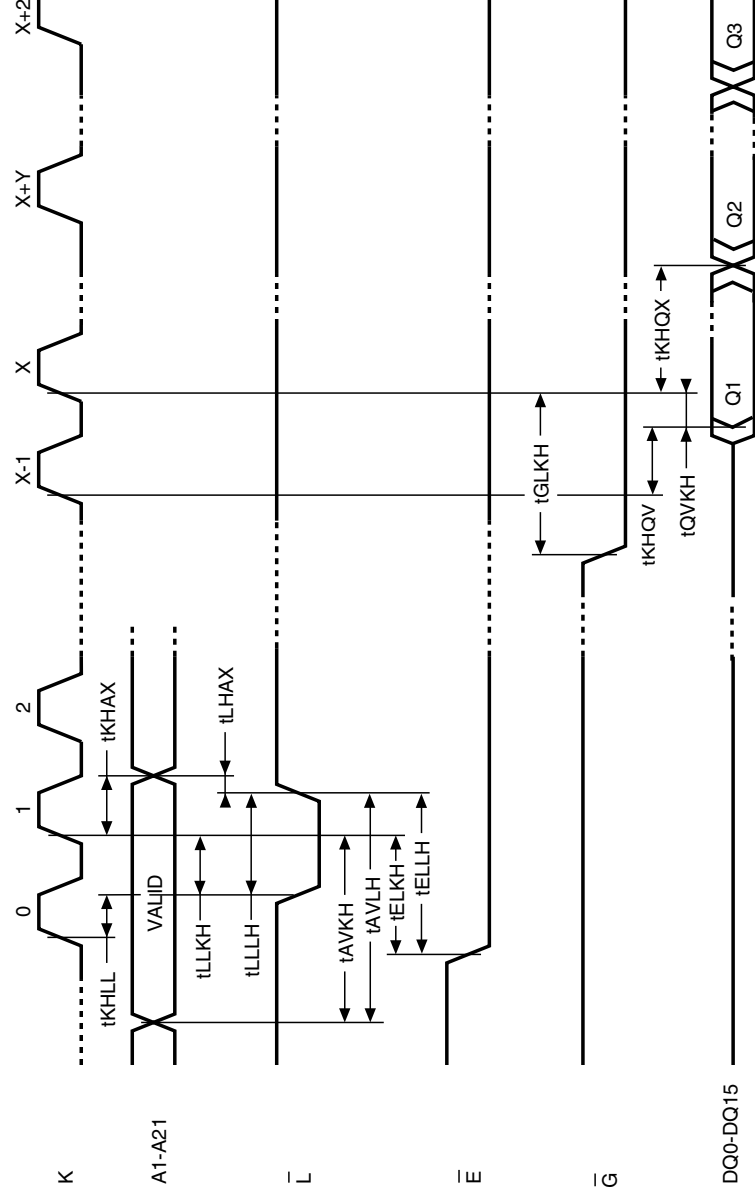 K
0
1
2
X-1
X
X+Y
X+2
tKHLL
tKHAX
A1-A21
VALID
tLLKH
tLHAX
tLLLH
L
tAVKH
tAVLH
tELKH
tELLH
E
tGLKH
G
tKHQV
tKHQX
tQVKH
DQ0-DQ15
Q1
Q2
Q3